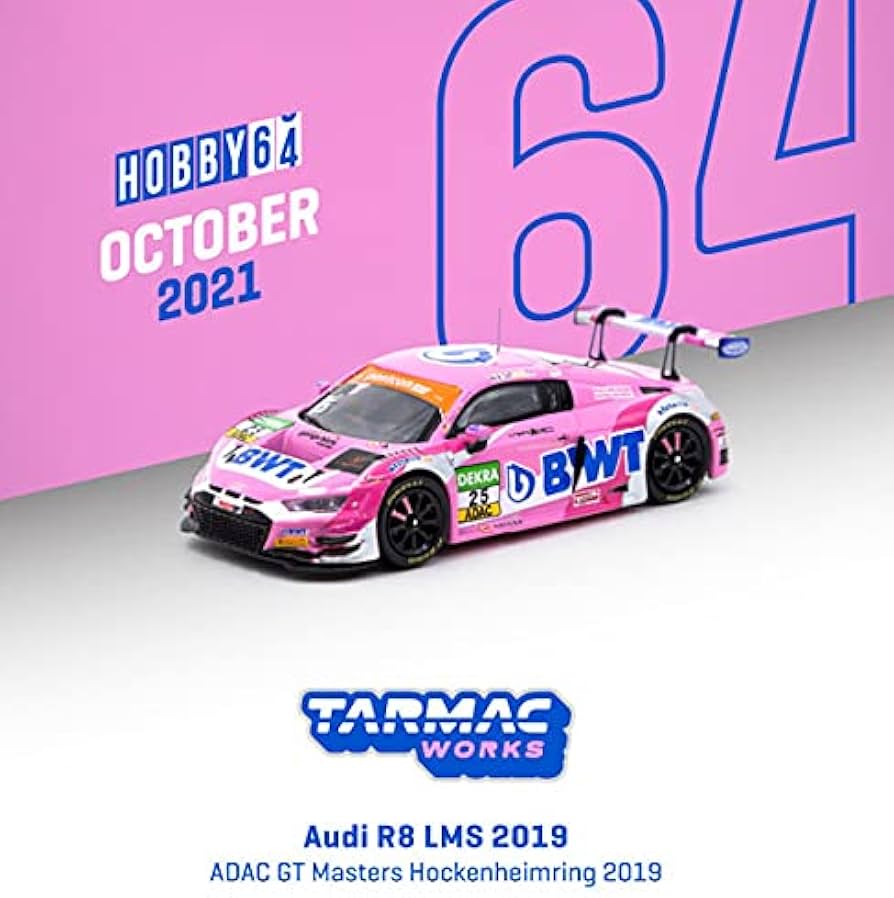 64
HOBBY64
OCTOBER
2021
BWT
DEKRA
25
ADAC
BWT
TARMAC
WORKS
Audi R8 LMS 2019
ADAC GT Masters Hockenheimring 2019